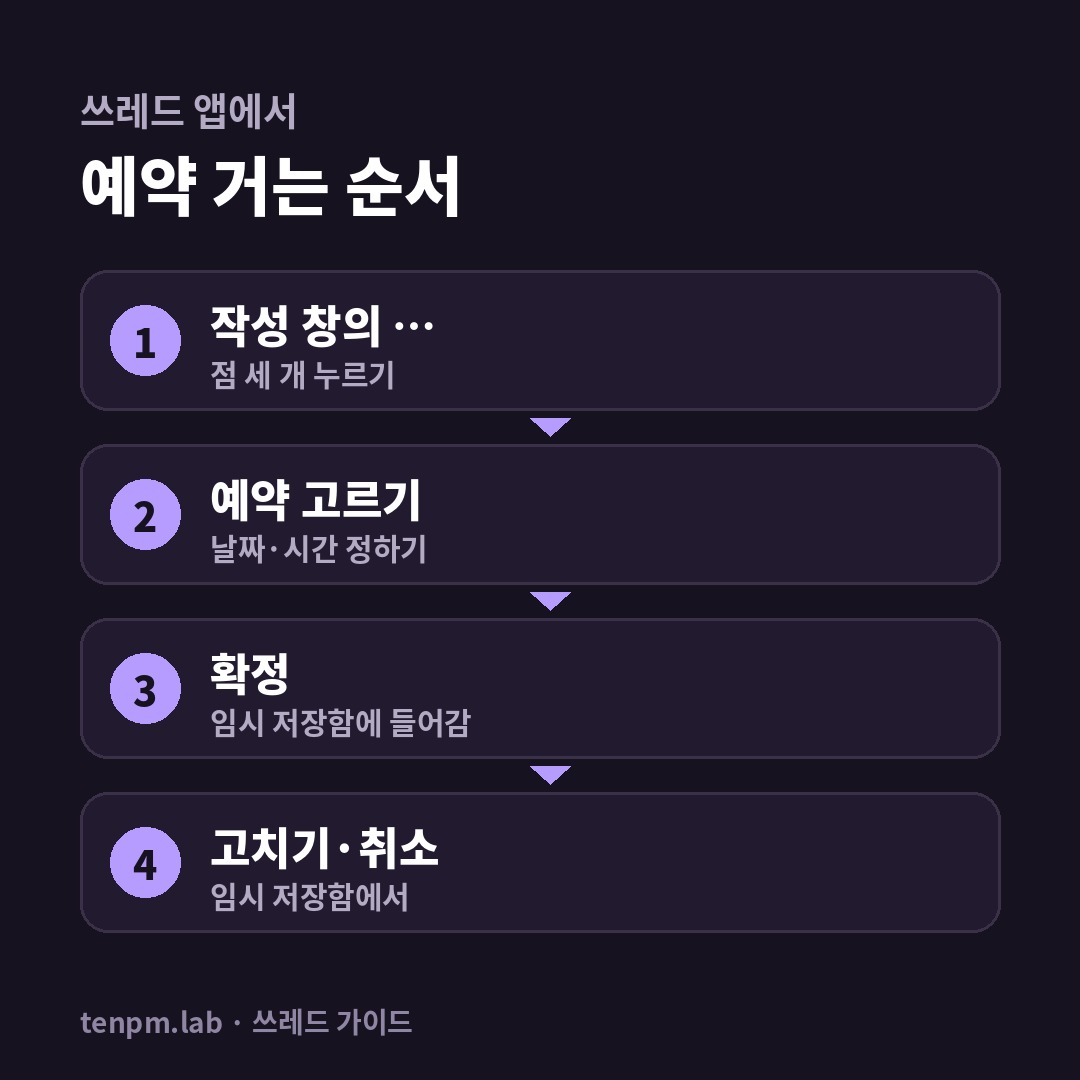 쓰레드 앱에서
예약 거는 순서
1
작성 창의 ⋯
점 세 개 누르기
2
예약 고르기
날짜·시간 정하기
3
확정
임시 저장함에 들어감
4
고치기·취소
임시 저장함에서
tenpm.lab · 쓰레드 가이드